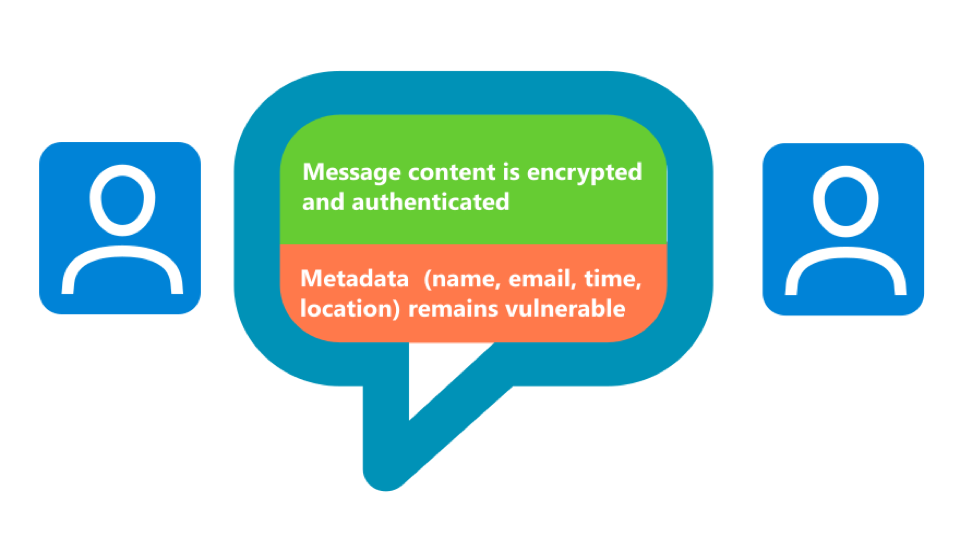 Message content is encrypted
and authenticated
Metadata (name, email, time,
location) remains vulnerable